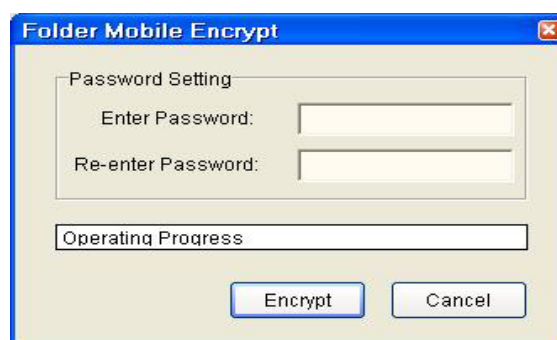 Folder Mobile Encrypt
Password Setting
Enter Password:
Re-enter Password:
Operating Progress
Encrypt
Cancel